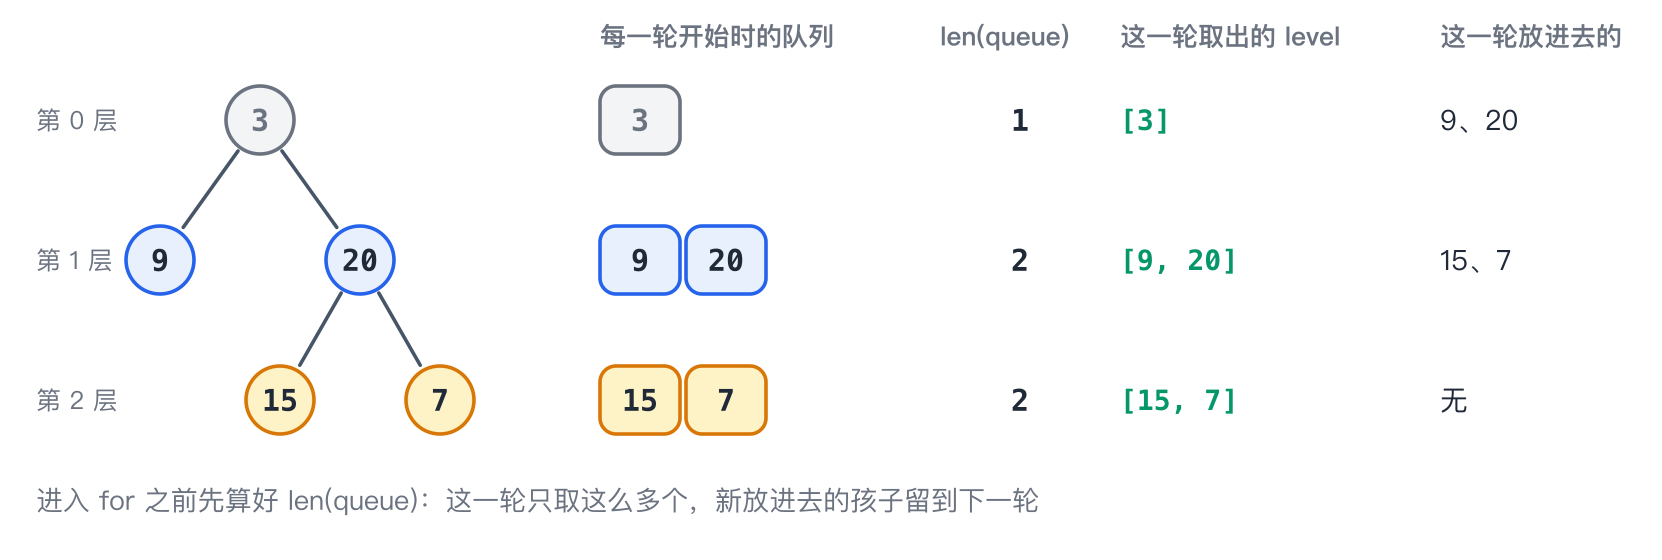 每一轮开始时的队列 len(queue) 这一轮取出的 level 这一轮放进去的
第 0 层 3 3 1 [3] 9、20
第 1 层 9 20 9 20 2 [9, 20] 15、7
第 2 层 15 7 15 7 2 [15, 7] 无
进入 for 之前先算好 len(queue)：这一轮只取这么多个，新放进去的孩子留到下一轮